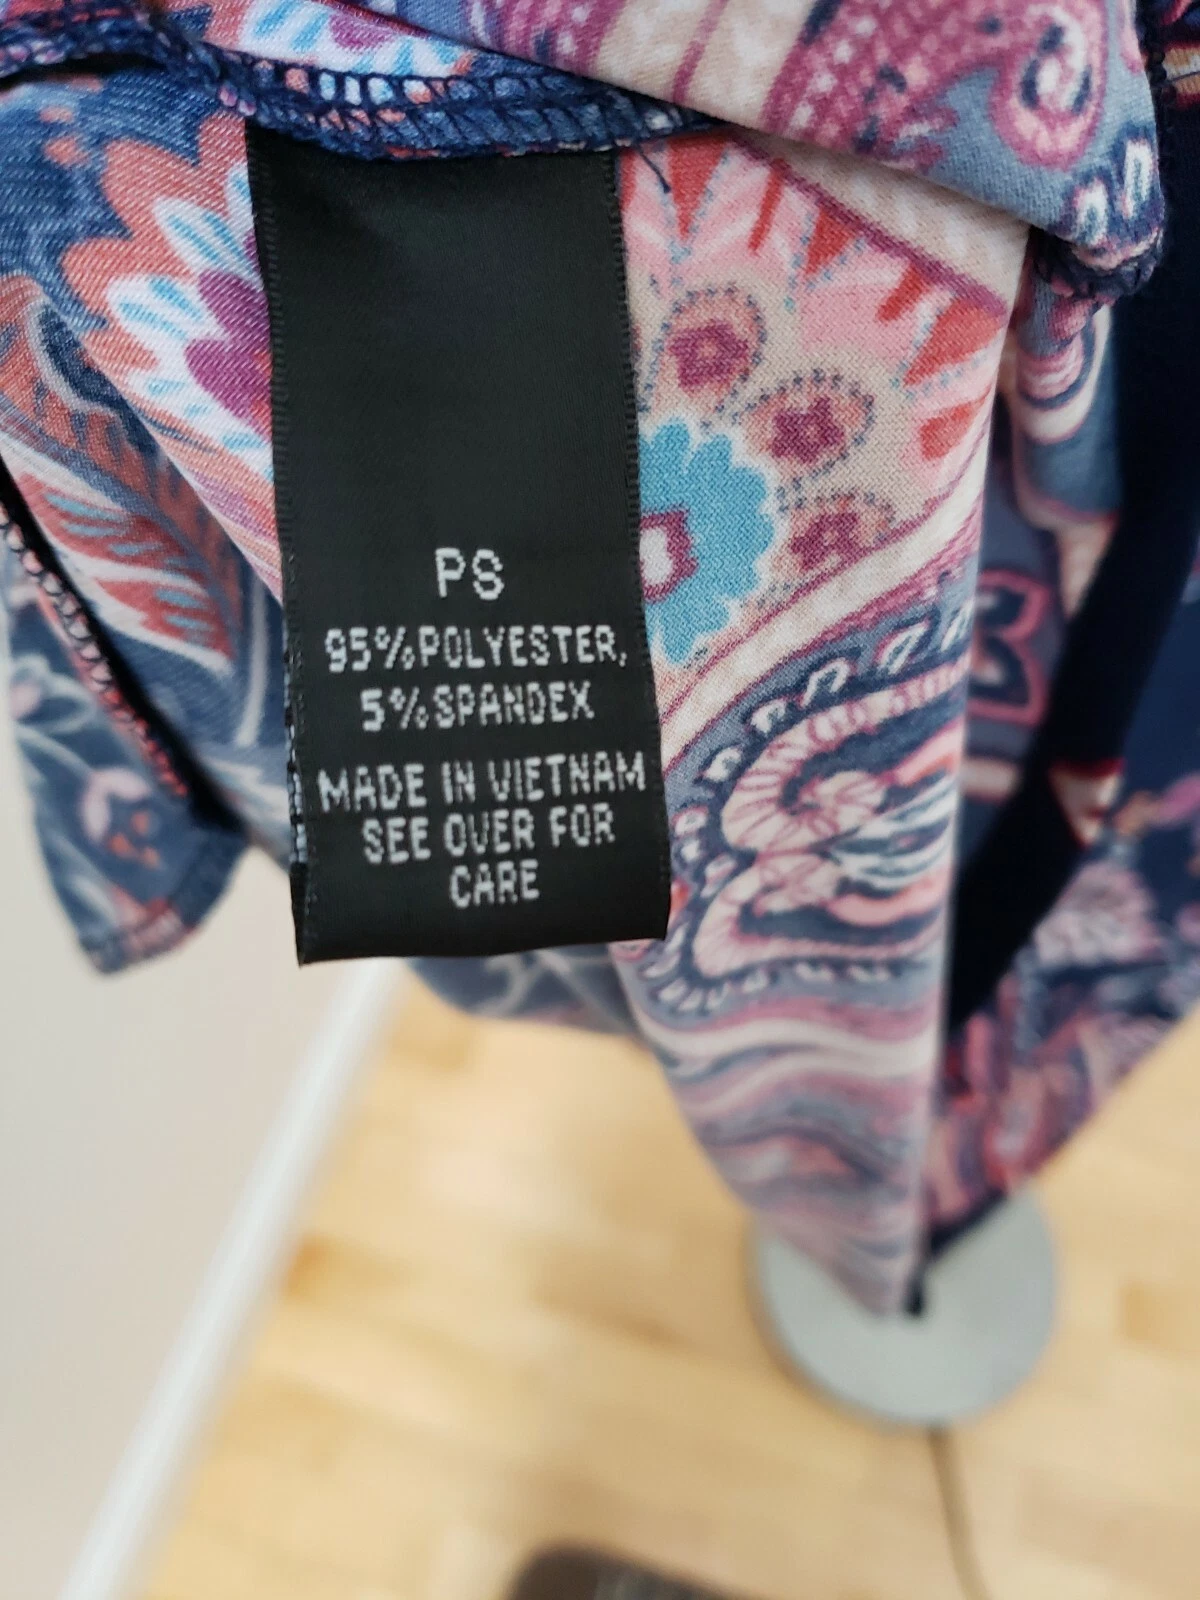 PS
95%POLYESTER,
5%SPANDEX
MADE IN VIETNAM
SEE OVER FOR
CARE